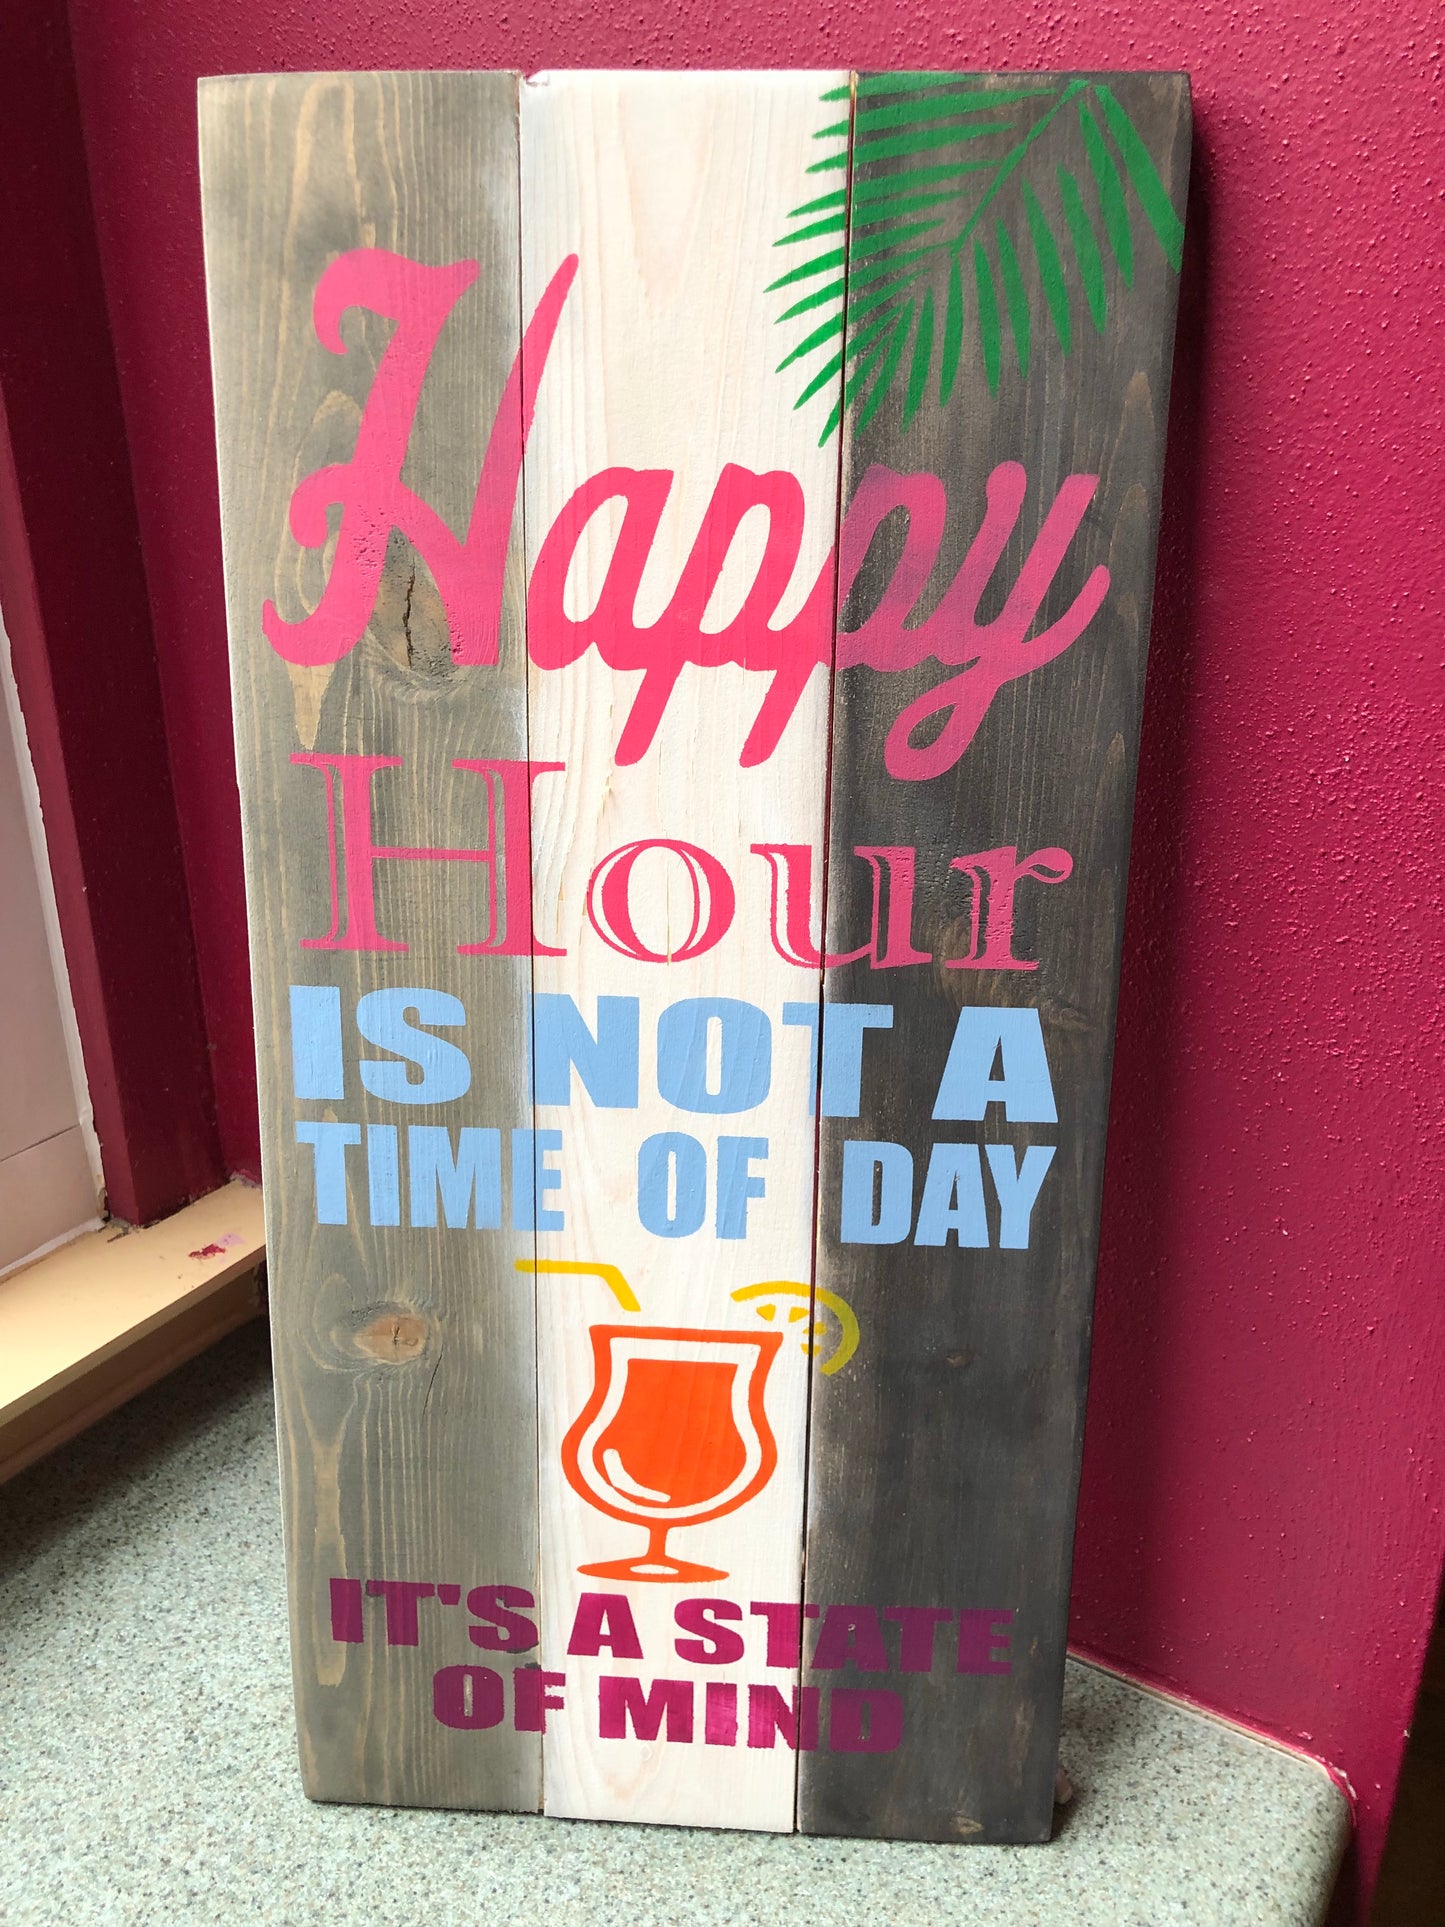 Happy
Hour
IS NOT A
TIME OF DAY
IT'S A STATE
OF MIND